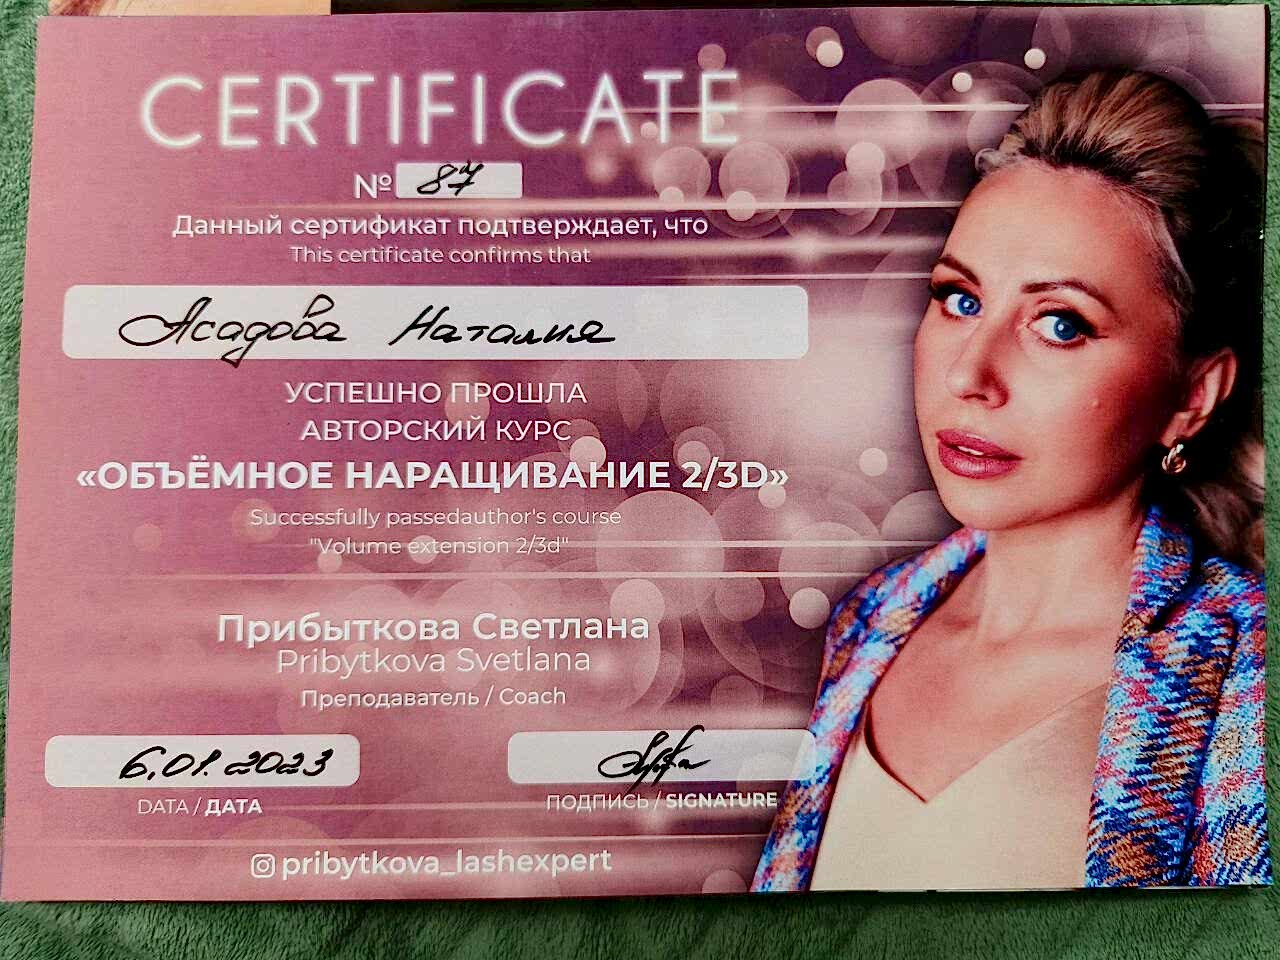 CERTIFICATE
№ 87
Данный сертификат подтверждает, что
This certificate confirms that
Асадова Наталия
УСПЕШНО ПРОШЛА
АВТОРСКИЙ КУРС
«ОБЪЁМНОЕ НАРАЩИВАНИЕ 2/3D»
Successfully passedauthor's course
"Volume extension 2/3d"
Прибыткова Светлана
Pribytkova Svetlana
Преподаватель / Coach
6.01.2023
DATA / ДАТА
ПОДПИСЬ / SIGNATURE
pribytkova_lashexpert